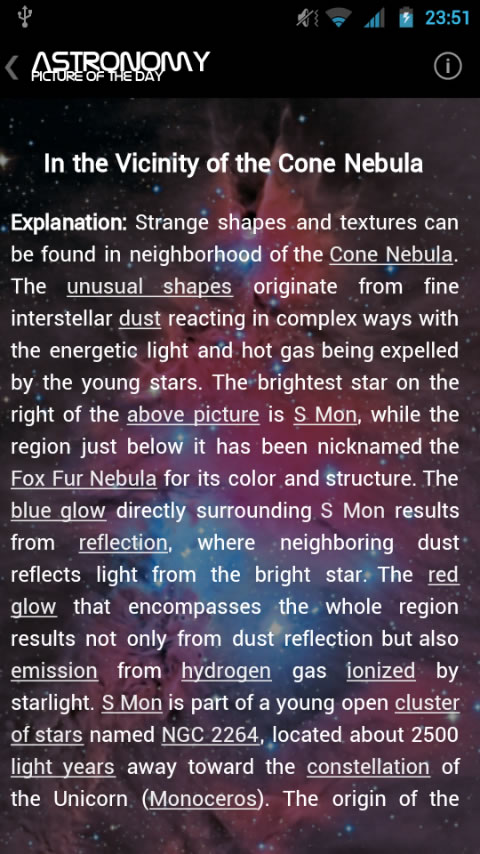 23:51
ASTRONOMY
PICTURE OF THE DAY
In the Vicinity of the Cone Nebula
Explanation: Strange shapes and textures can
be found in neighborhood of the Cone Nebula.
The unusual shapes originate from fine
interstellar dust reacting in complex ways with
the energetic light and hot gas being expelled
by the young stars. The brightest star on the
right of the above picture is S Mon, while the
region just below it has been nicknamed the
Fox Fur Nebula for its color and structure. The
blue glow directly surrounding S Mon results
from reflection, where neighboring dust
reflects light from the bright star. The red
glow that encompasses the whole region
results not only from dust reflection but also
emission from hydrogen gas ionized by
starlight. S Mon is part of a young open cluster
of stars named NGC 2264, located about 2500
light years away toward the constellation of
the Unicorn (Monoceros). The origin of the